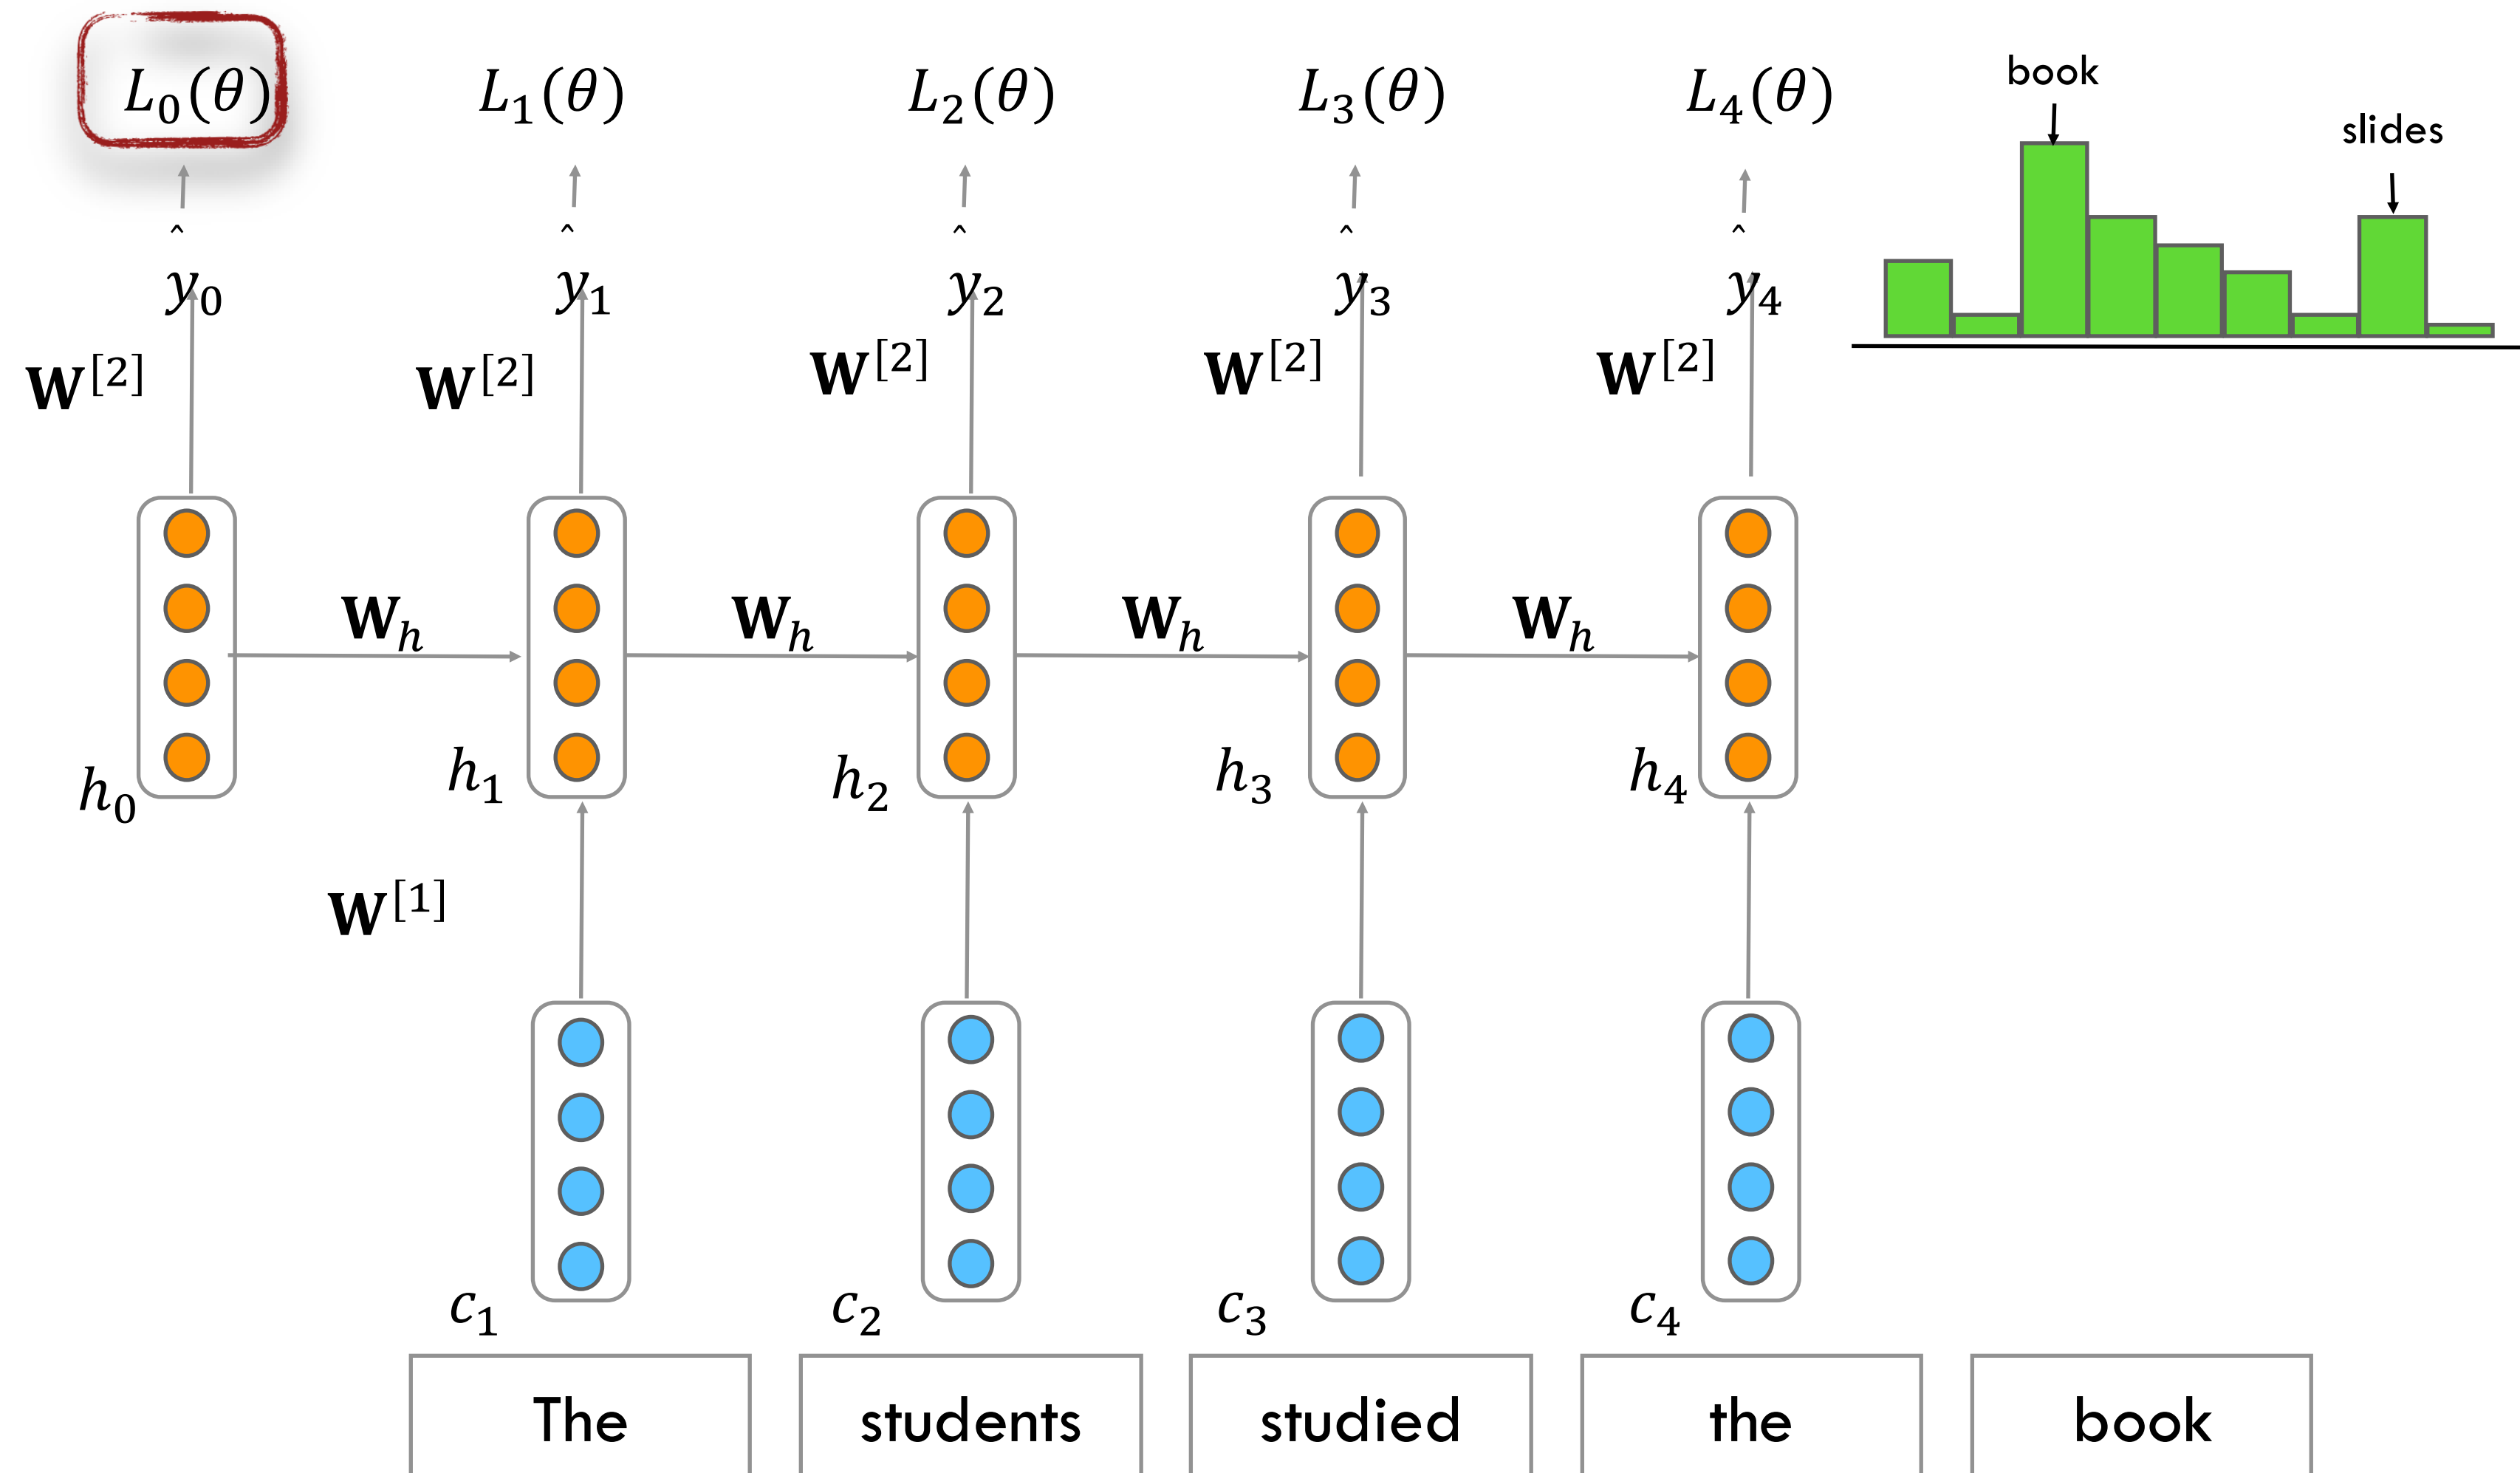 L₀(θ) L₁(θ) L₂(θ) L₃(θ) L₄(θ)
book
slides
ŷ₀ ŷ₁ ŷ₂ ŷ₃ ŷ₄
W^[2] W^[2] W^[2] W^[2] W^[2]
W_h W_h W_h W_h
h₀ h₁ h₂ h₃ h₄
W^[1]
c₁ c₂ c₃ c₄
The students studied the book